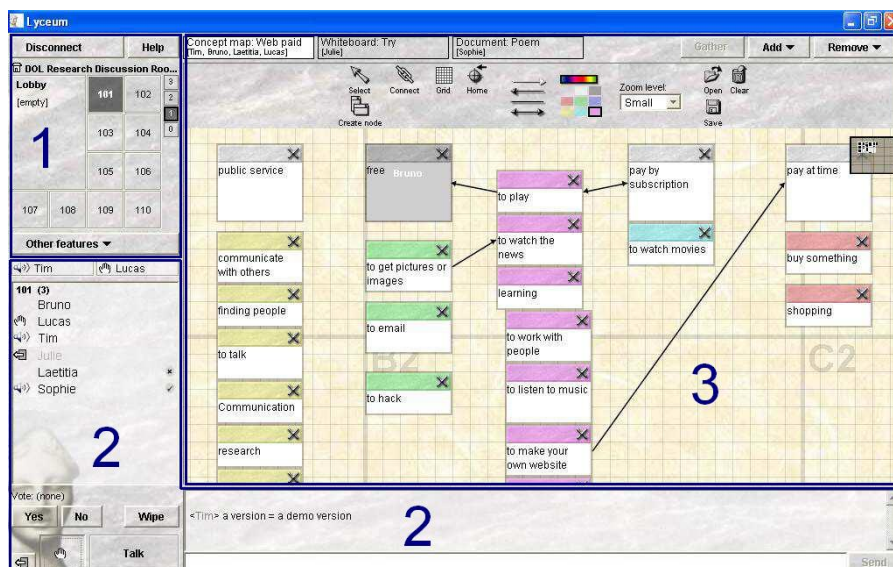 Lyceum
Disconnect
Help
DOL Research Discussion Roo...
Lobby
[empty]
101
102
103
104
105
106
107
108
109
110
3
2
1
0
1
Other features
Concept map: Web paid
[Tim, Bruno, Laetitia, Lucas]
Whiteboard: Try
[Julie]
Document: Poem
[Sophie]
Gather
Add
Remove
Select
Connect
Grid
Home
Create node
Zoom level:
Small
Open
Clear
Save
public service
free
Bruno
to play
pay by
subscription
pay at time
to watch the
news
to watch movies
communicate
with others
to get pictures or
images
learning
buy something
finding people
to email
to work with
people
shopping
B2
C2
to talk
to listen to music
3
Communication
to hack
research
to make your
own website
Tim
Lucas
101 (3)
Bruno
Lucas
Tim
Julie
Laetitia
Sophie
2
Vote: (none)
Yes
No
Wipe
Talk
<Tim> a version = a demo version
2
Send